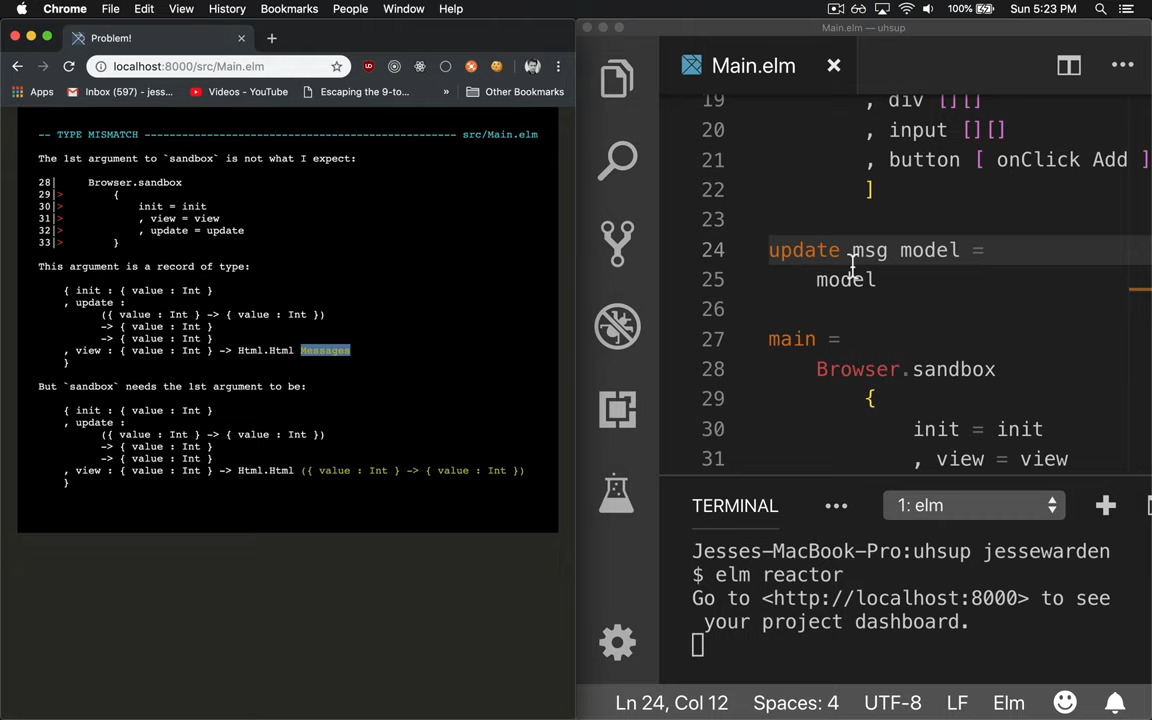 Chrome File Edit View History Bookmarks People Window Help 100% Sun 5:23 PM
Problem!
localhost:8000/src/Main.elm
Apps Inbox (597) - jess... Videos - YouTube Escaping the 9-to... » Other Bookmarks
-- TYPE MISMATCH ---------------------------------------------------- src/Main.elm
The 1st argument to `sandbox` is not what I expect:
28|     Browser.sandbox
29|>         {
30|>             init = init
31|>             , view = view
32|>             , update = update
33|>         }
This argument is a record of type:
{ init : { value : Int }
, update :
({ value : Int } -> { value : Int })
-> { value : Int }
-> { value : Int }
, view : { value : Int } -> Html.Html Messages
}
But `sandbox` needs the 1st argument to be:
{ init : { value : Int }
, update :
({ value : Int } -> { value : Int })
-> { value : Int }
-> { value : Int }
, view : { value : Int } -> Html.Html ({ value : Int } -> { value : Int })
}
Main.elm — uhsup
Main.elm
19 , div [][]
20 , input [][]
21 , button [ onClick Add ]
22 ]
23
24 update msg model =
25 model
26
27 main =
28 Browser.sandbox
29 {
30 init = init
31 , view = view
TERMINAL ... 1: elm
Jesses-MacBook-Pro:uhsup jessewarden
$ elm reactor
Go to <http://localhost:8000> to see
your project dashboard.
Ln 24, Col 12 Spaces: 4 UTF-8 LF Elm